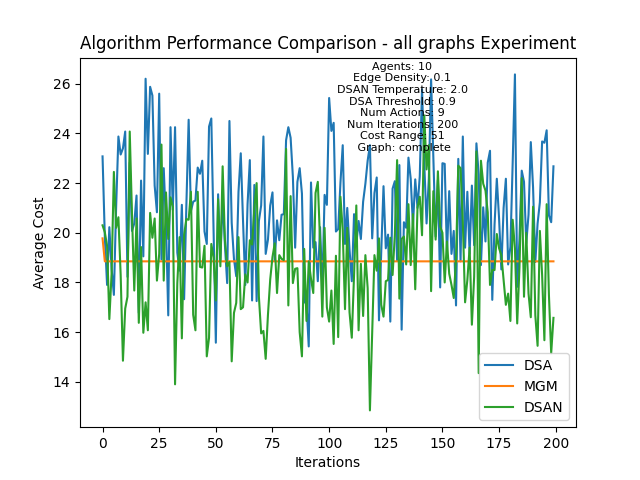 Algorithm Performance Comparison - all graphs Experiment
Agents: 10
Edge Density: 0.1
DSAN Temperature: 2.0
DSA Threshold: 0.9
Num Actions: 9
Num Iterations: 200
Cost Range: 51
Graph: complete
26
24
22
20
18
16
14
Average Cost
0
25
50
75
100
125
150
175
200
Iterations
DSA
MGM
DSAN